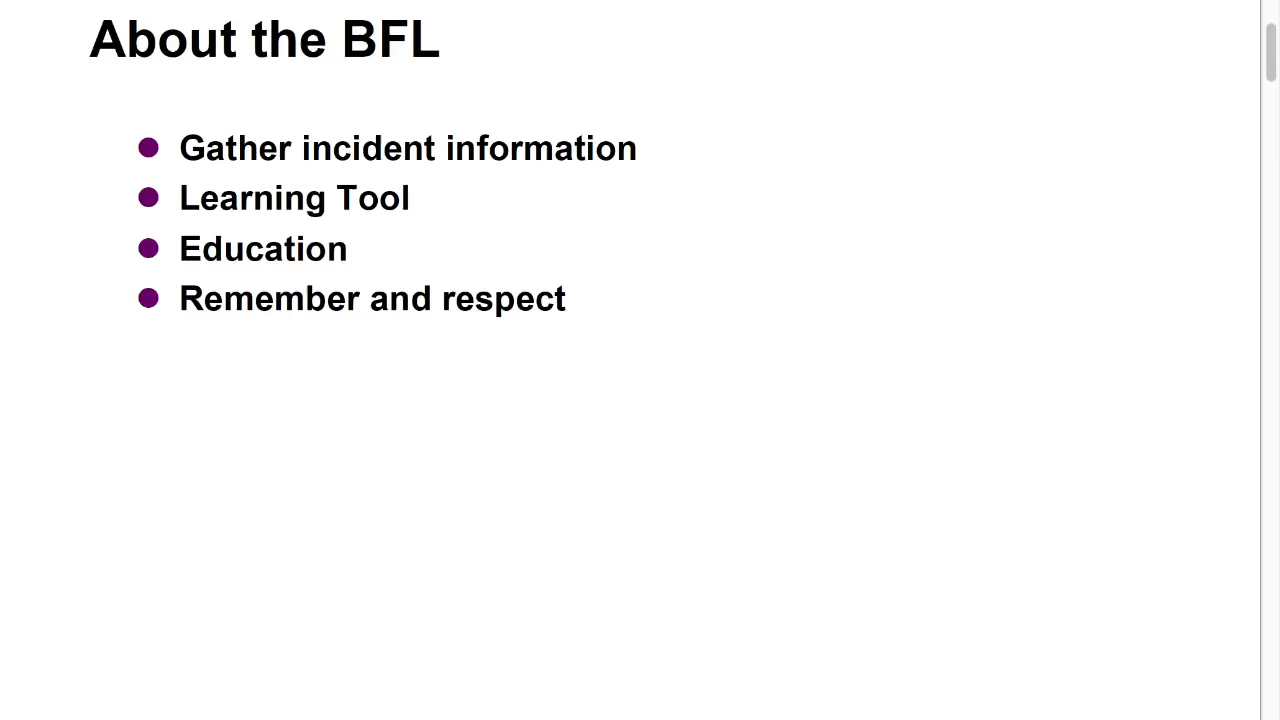 About the BFL
Gather incident information
Learning Tool
Education
Remember and respect